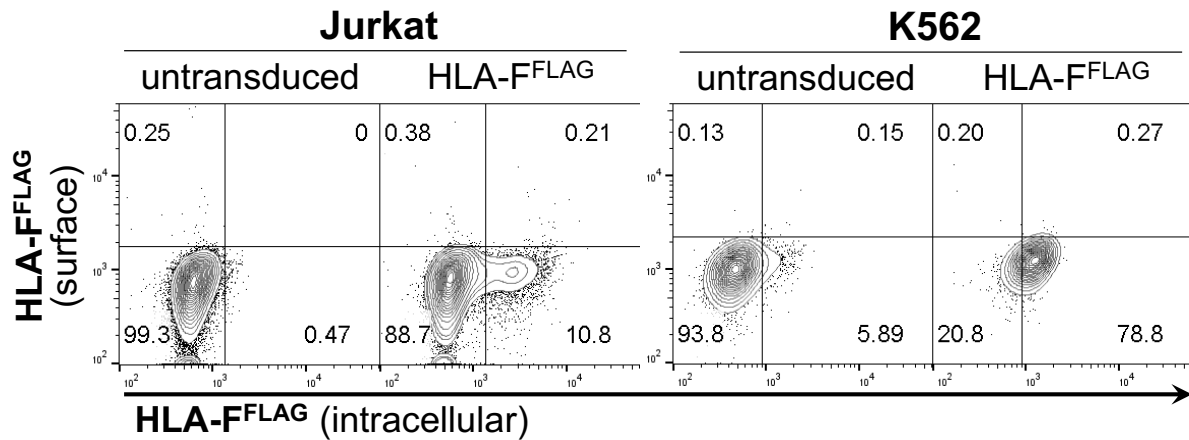 Jurkat K562
untransduced HLA-FFLAG untransduced HLA-FFLAG
0.25 0 0.38 0.21 0.13 0.15 0.20 0.27
10⁴ 10⁴
10³ 10³
99.3 0.47 88.7 10.8 93.8 5.89 20.8 78.8
10² 10²
10² 10³ 10⁴ 10² 10³ 10⁴ 10² 10³ 10⁴ 10² 10³ 10⁴
HLA-FFLAG
(surface)
HLA-FFLAG (intracellular)